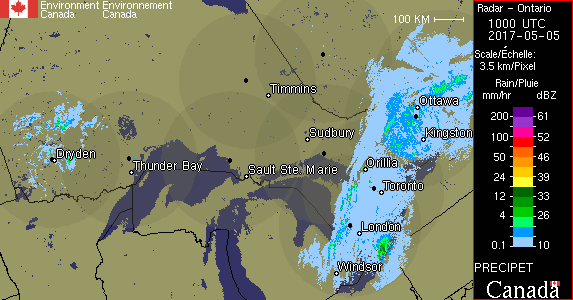 Environment Environnement
Canada Canada
100 KM
Timmins
Ottawa
Sudbury
Kingston
Dryden
Thunder Bay
Sault Ste. Marie
Orillia
Toronto
London
Windsor
Radar - Ontario
1000 UTC
2017-05-05
Scale/Échelle:
3.5 km/Pixel
Rain/Pluie
mm/hr dBZ
200 61
100 52
50 46
24 39
12 33
4 26
0.1 10
PRECIPET
Canada